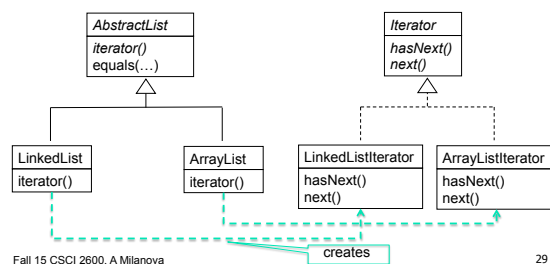 AbstractList
iterator()
equals(…)
Iterator
hasNext()
next()
LinkedList
iterator()
ArrayList
iterator()
LinkedListIterator
hasNext()
next()
ArrayListIterator
hasNext()
next()
creates
Fall 15 CSCI 2600, A Milanova
29